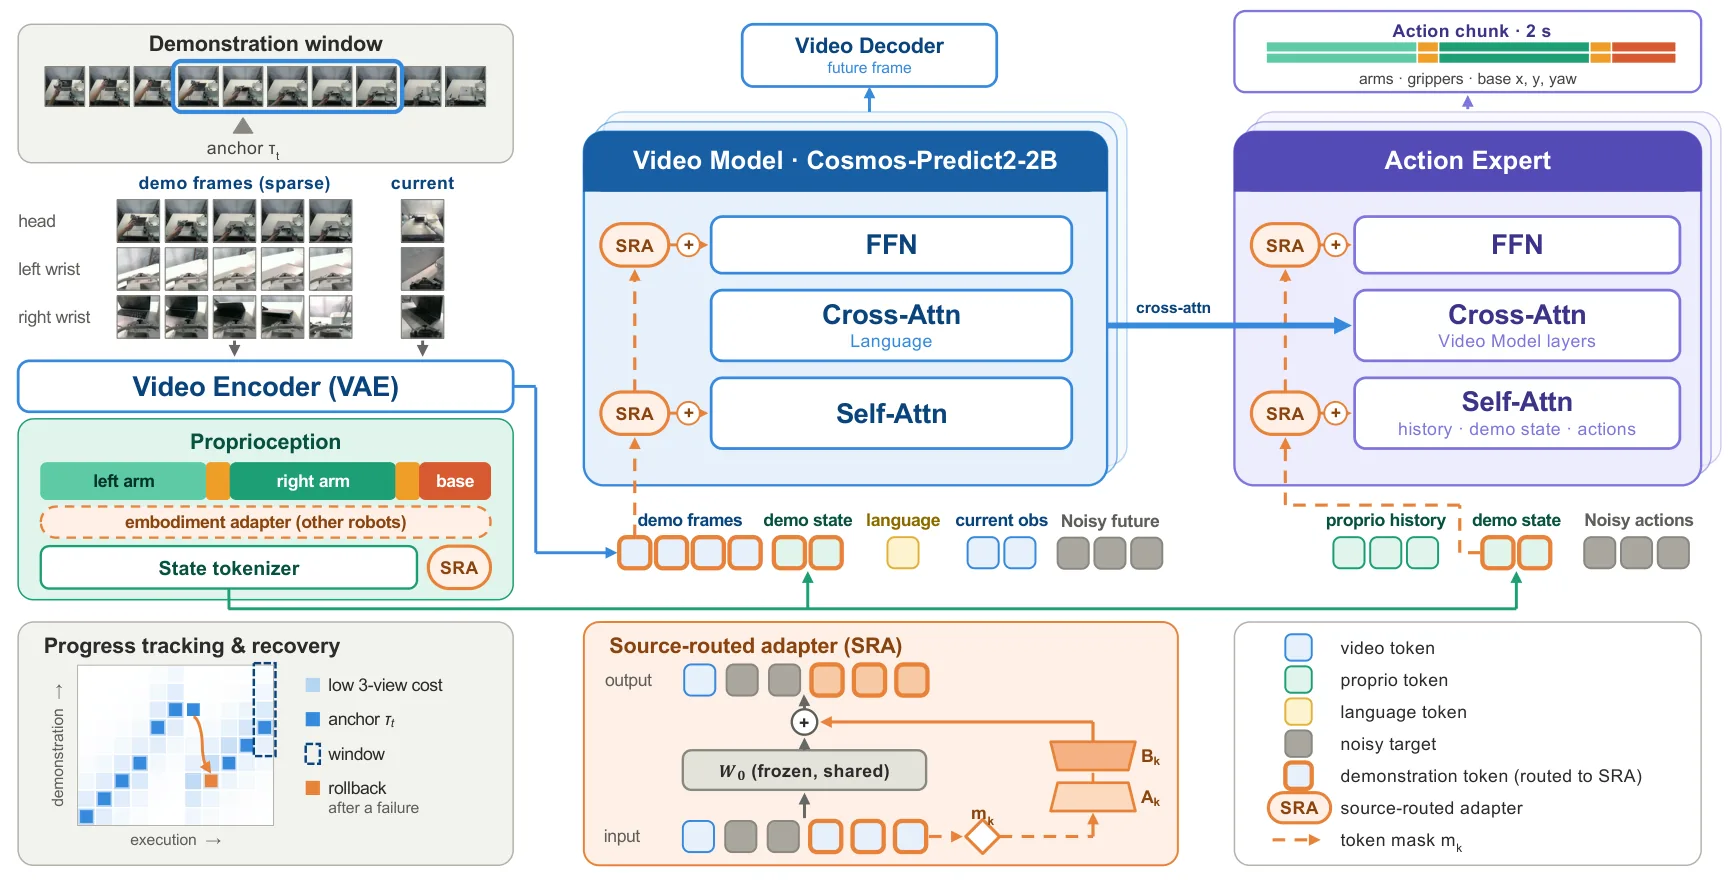 Demonstration window
anchor τt
demo frames (sparse)
current
head
left wrist
right wrist
Video Encoder (VAE)
Proprioception
left arm
right arm
base
embodiment adapter (other robots)
State tokenizer
SRA
Progress tracking & recovery
demonstration →
execution →
low 3-view cost
anchor τt
window
rollback
after a failure
Video Decoder
future frame
Video Model · Cosmos-Predict2-2B
SRA
+
FFN
Cross-Attn
Language
SRA
+
Self-Attn
cross-attn
demo frames
demo state
language
current obs
Noisy future
Action chunk · 2 s
arms · grippers · base x, y, yaw
Action Expert
SRA
+
FFN
Cross-Attn
Video Model layers
SRA
+
Self-Attn
history · demo state · actions
proprio history
demo state
Noisy actions
Source-routed adapter (SRA)
output
+
W0 (frozen, shared)
Bk
Ak
mk
input
video token
proprio token
language token
noisy target
demonstration token (routed to SRA)
SRA
source-routed adapter
token mask mk